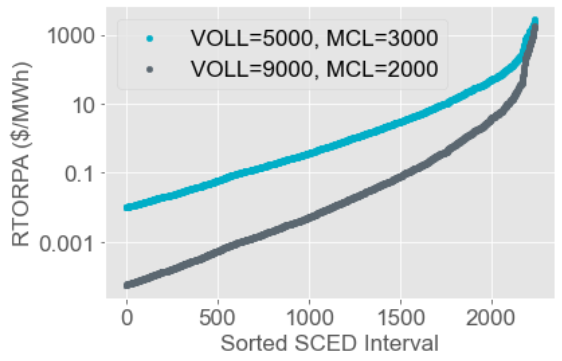 VOLL=5000, MCL=3000
VOLL=9000, MCL=2000
1000
10
0.1
0.001
RTORPA ($/MWh)
0 500 1000 1500 2000
Sorted SCED Interval